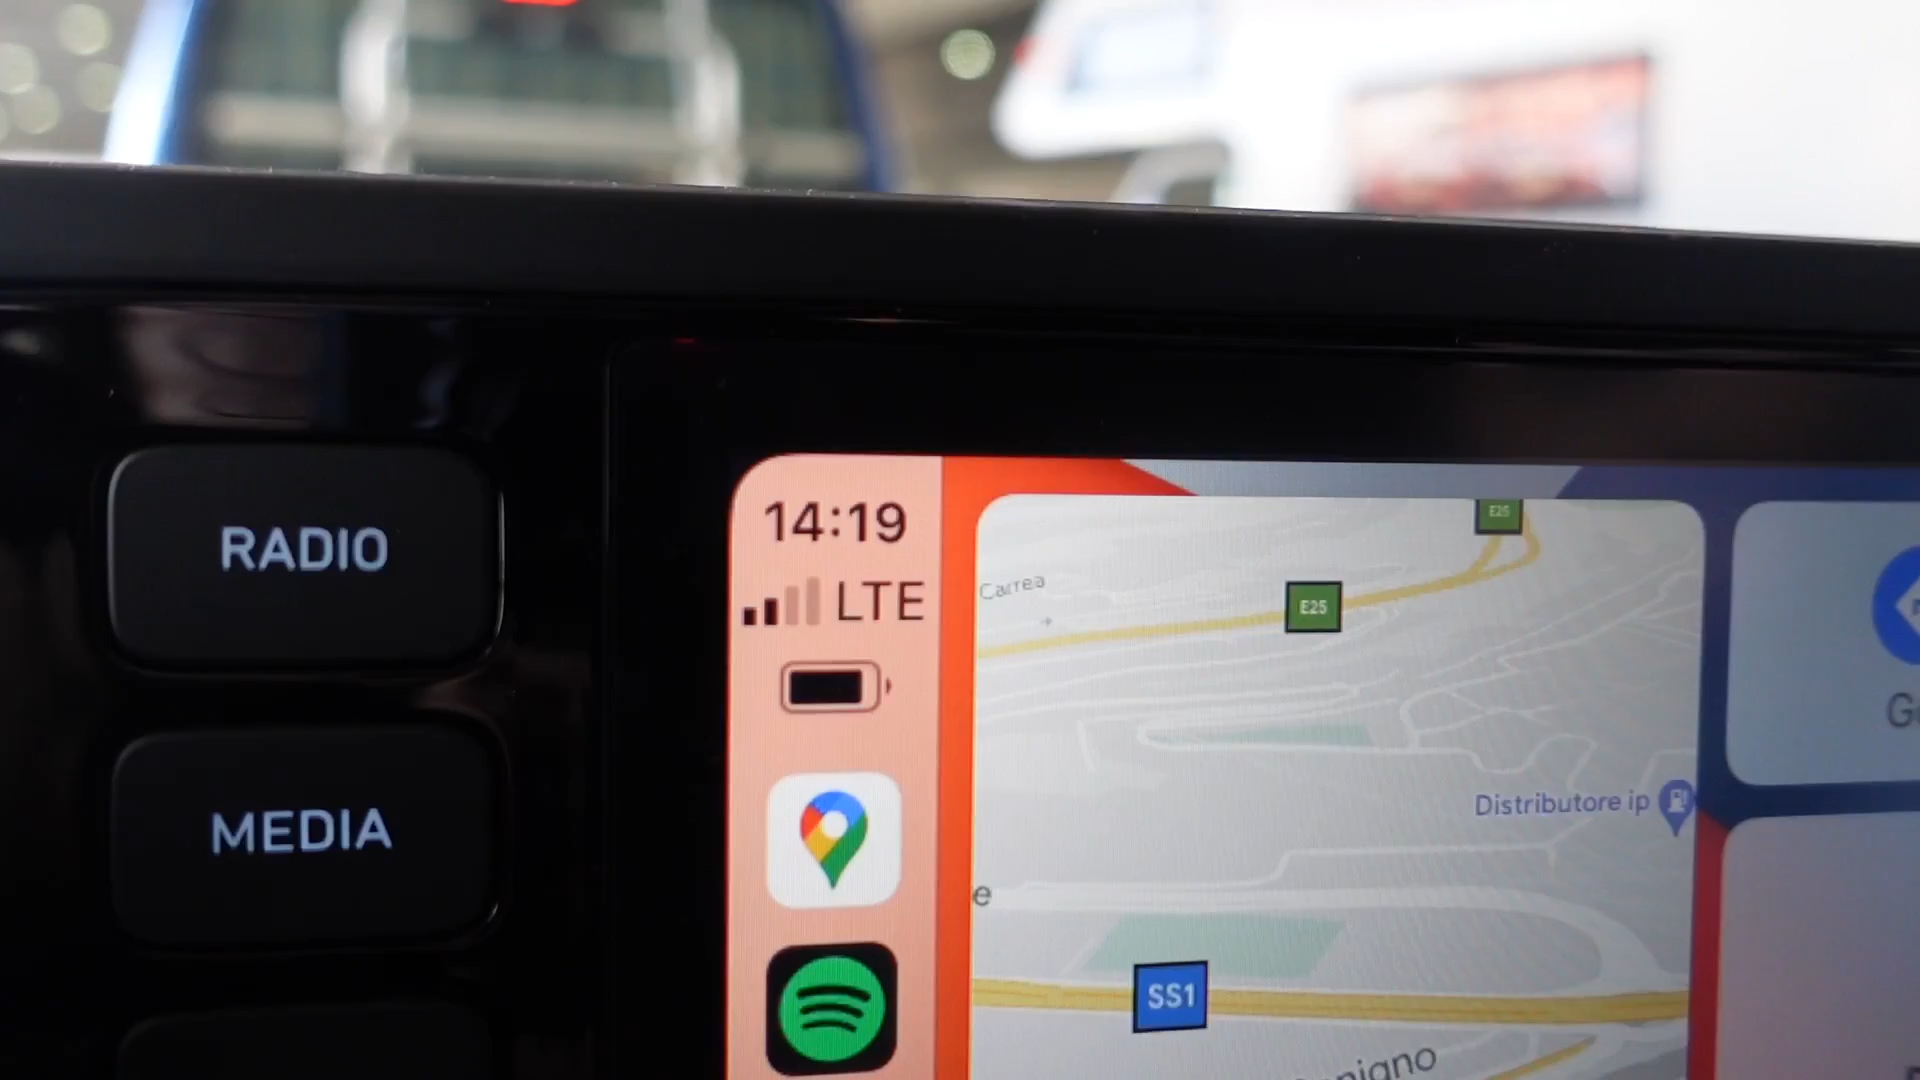 RADIO
MEDIA
14:19
LTE
E25
Carrea
E25
Distributore ip
e
SS1